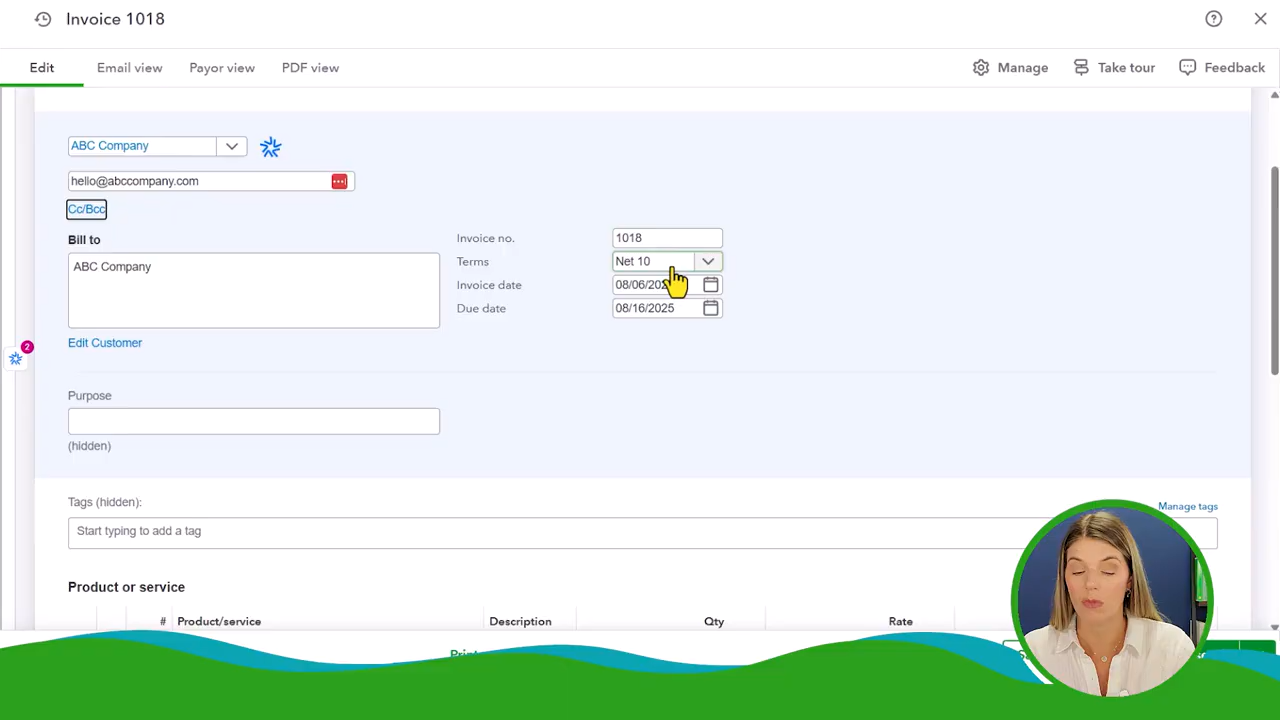 Invoice 1018
Edit Email view Payor view PDF view Manage Take tour Feedback
ABC Company
hello@abccompany.com
Cc/Bcc
Bill to
ABC Company
Invoice no. 1018
Terms Net 10
Invoice date
Due date 08/16/2025
Edit Customer
2
Purpose
(hidden)
Tags (hidden):
Manage tags
Start typing to add a tag
Product or service
# Product/service Description Qty Rate